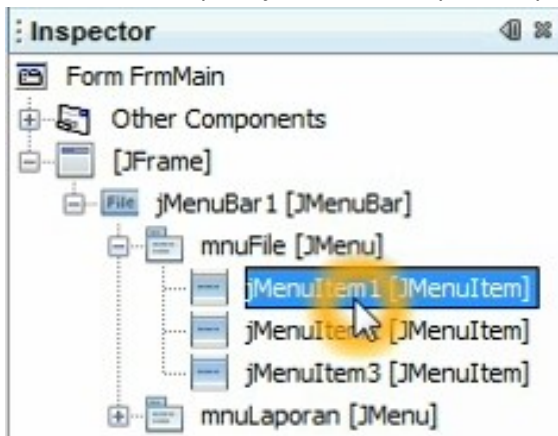 Inspector
Form FrmMain
Other Components
[JFrame]
File jMenuBar1 [JMenuBar]
mnuFile [JMenu]
jMenuItem1 [JMenuItem]
[JMenuItem]
jMenuItem3 [JMenuItem]
mnuLaporan [JMenu]